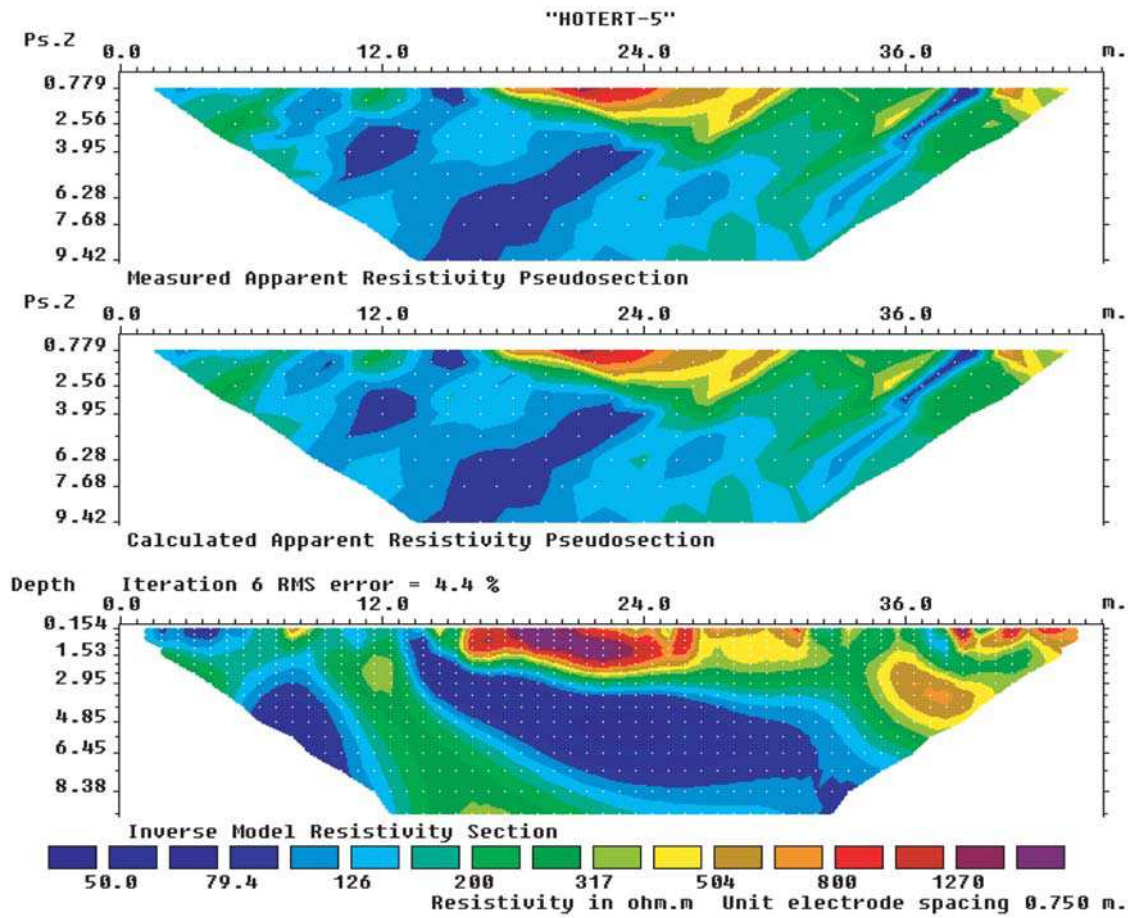 "HOTERT-5"
Ps.Z 0.0 12.0 24.0 36.0 m.
0.779
2.56
3.95
6.28
7.68
9.42
Measured Apparent Resistivity Pseudosection
Ps.Z 0.0 12.0 24.0 36.0 m.
0.779
2.56
3.95
6.28
7.68
9.42
Calculated Apparent Resistivity Pseudosection
Depth Iteration 6 RMS error = 4.4 %
0.0 12.0 24.0 36.0 m.
0.154
1.53
2.95
4.85
6.45
8.38
Inverse Model Resistivity Section
50.0 79.4 126 200 317 504 800 1270
Resistivity in ohm.m Unit electrode spacing 0.750 m.